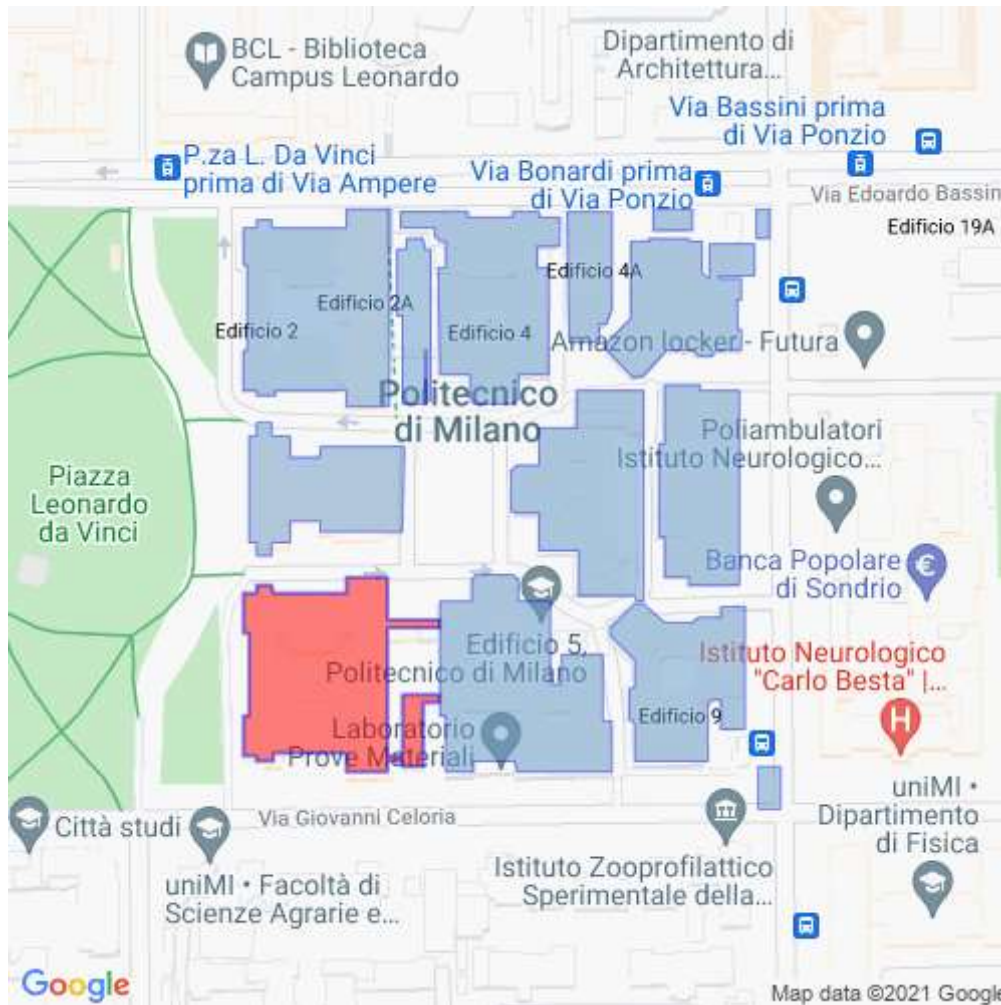 BCL - Biblioteca
Campus Leonardo
Dipartimento di
Architettura...
Via Bassini prima
di Via Ponzio
P.za L. Da Vinci
prima di Via Ampere
Via Bonardi prima
di Via Ponzio
Via Edoardo Bassin
Edificio 19A
Edificio 4A
Edificio 2A
Edificio 2
Edificio 4
Amazon locker - Futura
Politecnico
di Milano
Poliambulatori
Istituto Neurologico...
Piazza
Leonardo
da Vinci
Banca Popolare
di Sondrio
Edificio 5,
Politecnico di Milano
Istituto Neurologico
"Carlo Besta" |...
H
Edificio 9
Laboratorio
Prove Materiali
uniMI •
Dipartimento
di Fisica
Città studi
Via Giovanni Celoria
uniMI • Facoltà di
Scienze Agrarie e...
Istituto Zooprofilattico
Sperimentale della...
Google
Map data ©2021 Google